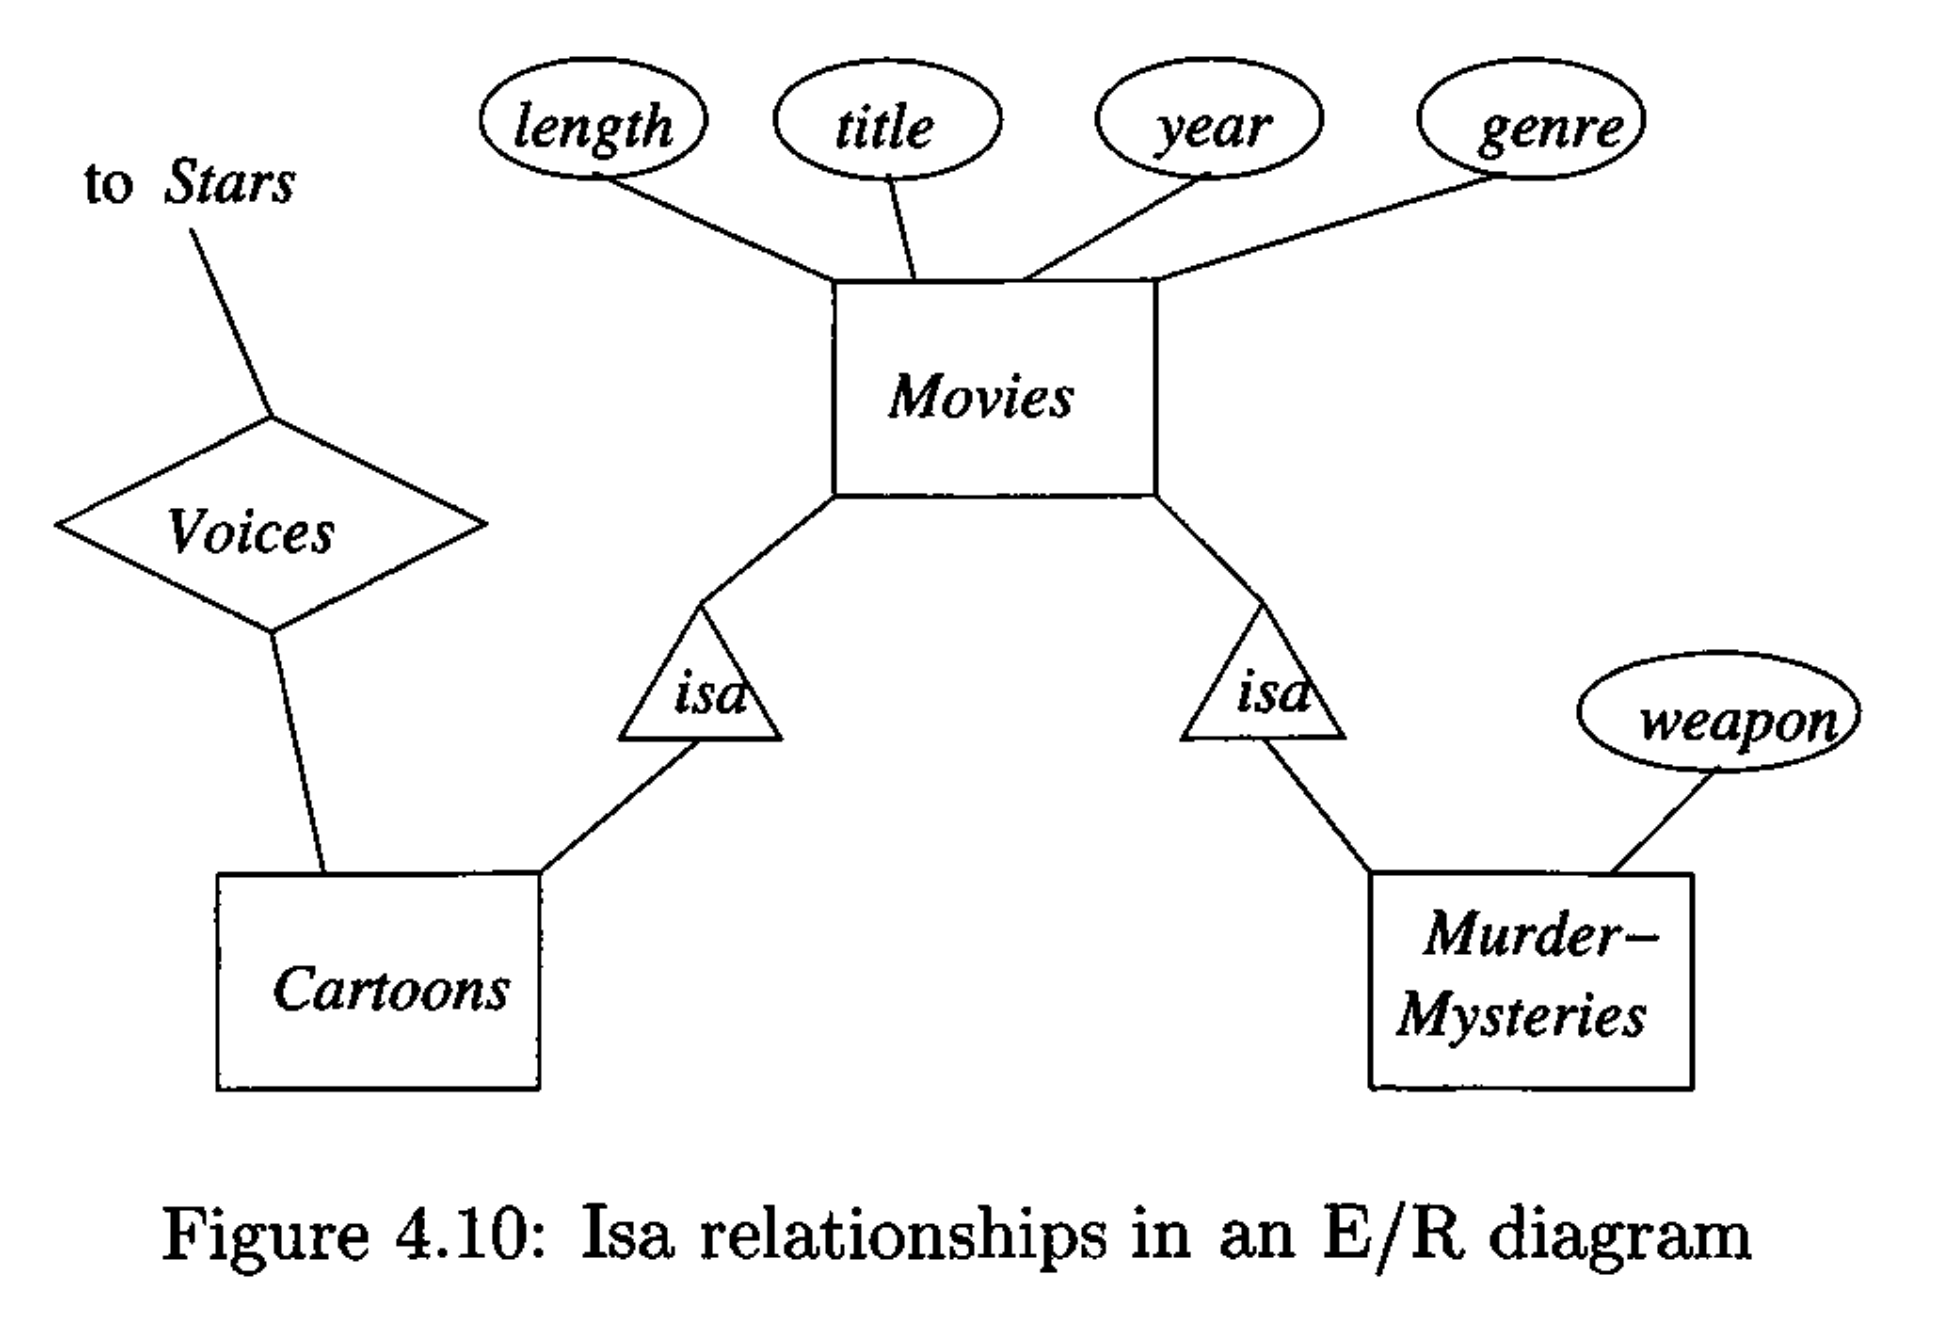 length
title
year
genre
to Stars
Movies
Voices
isa
isa
weapon
Cartoons
Murder–
Mysteries
Figure 4.10: Isa relationships in an E/R diagram